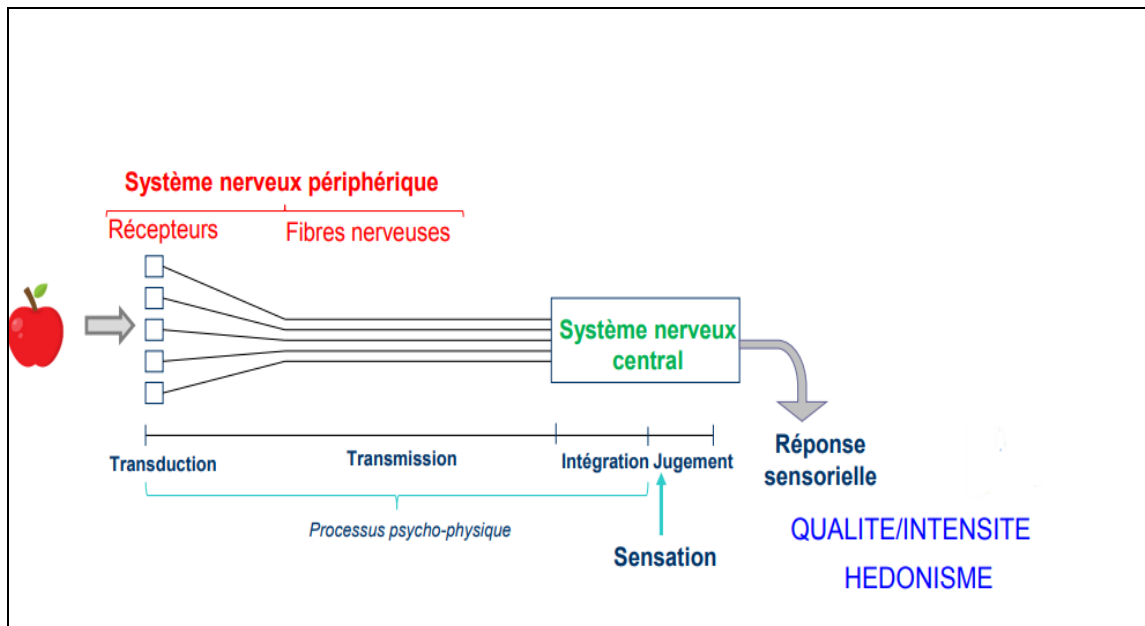 Système nerveux périphérique
Récepteurs
Fibres nerveuses
Système nerveux
central
Transduction
Transmission
Intégration
Jugement
Réponse
sensorielle
Processus psycho-physique
Sensation
QUALITE/INTENSITE
HEDONISME